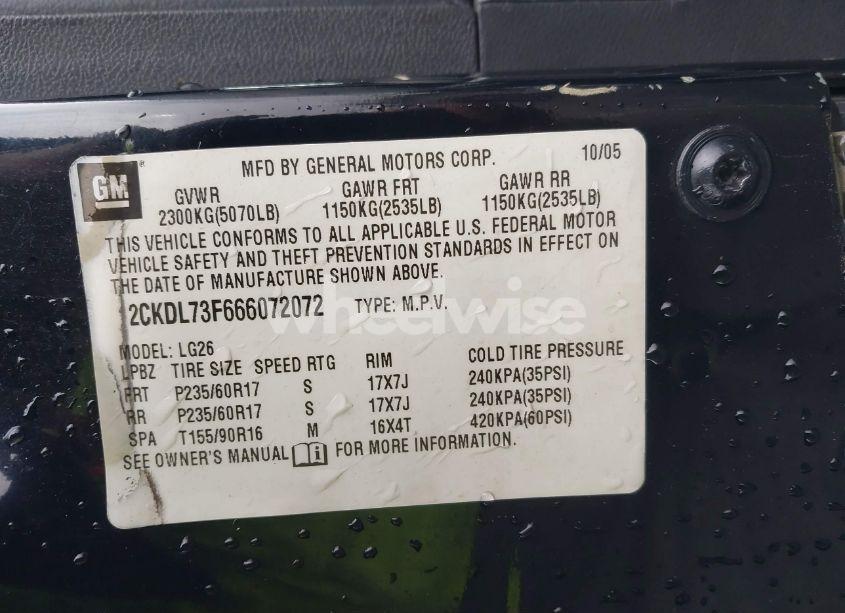 GM
MFD BY GENERAL MOTORS CORP. 10/05
GVWR GAWR FRT GAWR RR
2300KG(5070LB) 1150KG(2535LB) 1150KG(2535LB)
THIS VEHICLE CONFORMS TO ALL APPLICABLE U.S. FEDERAL MOTOR
VEHICLE SAFETY AND THEFT PREVENTION STANDARDS IN EFFECT ON
THE DATE OF MANUFACTURE SHOWN ABOVE.
2CKDL73F666072072 TYPE: M.P.V.
wheelwise
MODEL: LG26
LPBZ TIRE SIZE SPEED RTG RIM COLD TIRE PRESSURE
FRT P235/60R17 S 17X7J 240KPA(35PSI)
RR P235/60R17 S 17X7J 240KPA(35PSI)
SPA T155/90R16 M 16X4T 420KPA(60PSI)
SEE OWNER'S MANUAL FOR MORE INFORMATION.